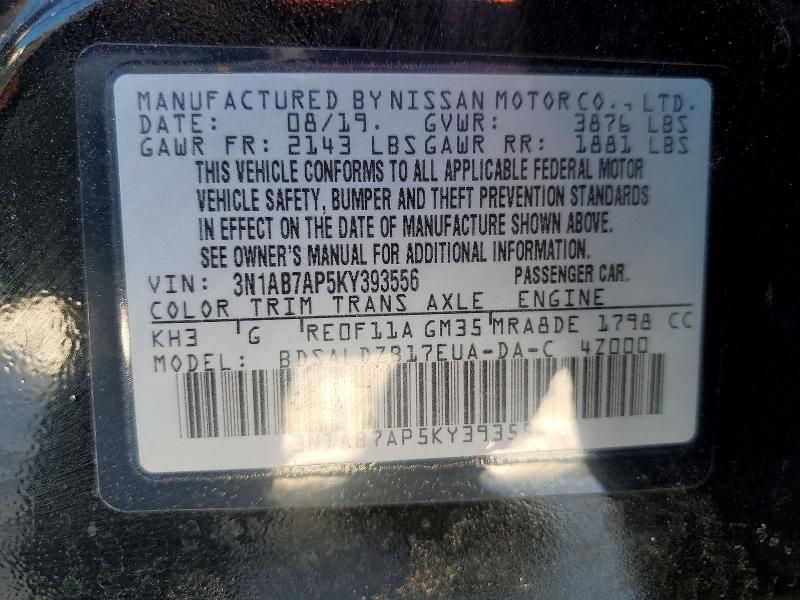 MANUFACTURED BY NISSAN MOTOR CO., LTD.
DATE: 08/19. GVWR: 3876 LBS
GAWR FR: 2143 LBS GAWR RR: 1881 LBS
THIS VEHICLE CONFORMS TO ALL APPLICABLE FEDERAL MOTOR
VEHICLE SAFETY, BUMPER AND THEFT PREVENTION STANDARDS
IN EFFECT ON THE DATE OF MANUFACTURE SHOWN ABOVE.
SEE OWNER'S MANUAL FOR ADDITIONAL INFORMATION.
VIN: 3N1AB7AP5KY393556 PASSENGER CAR.
COLOR TRIM TRANS AXLE ENGINE
KH3 G RE0F11A GM35 MRA8DE 1798 CC
MODEL: 4Z000